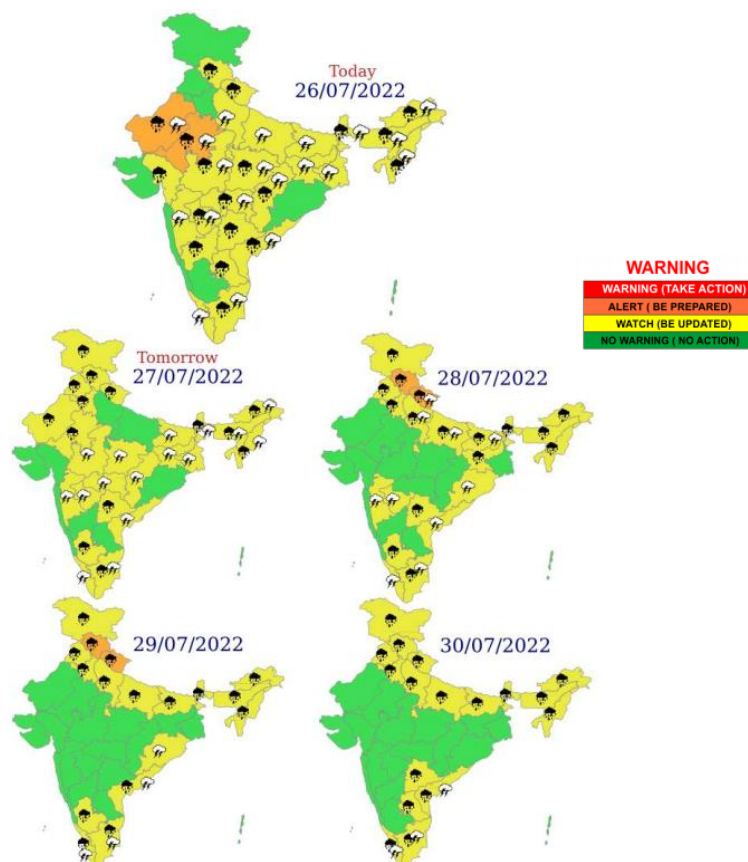 Today
26/07/2022
WARNING
WARNING (TAKE ACTION)
ALERT ( BE PREPARED)
WATCH (BE UPDATED)
NO WARNING ( NO ACTION)
Tomorrow
27/07/2022
28/07/2022
29/07/2022
30/07/2022